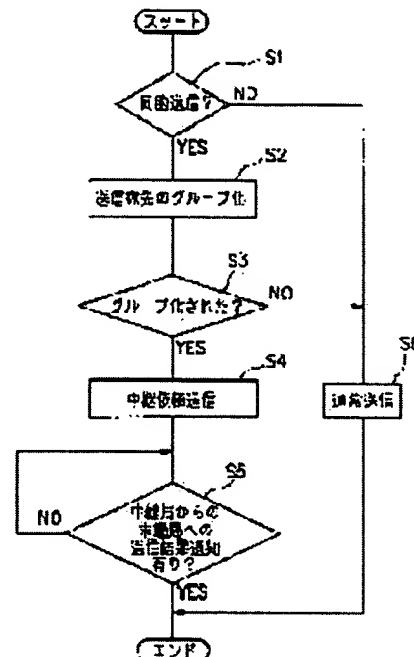 スタート
S1
同報送信?
NO
YES
S2
送信宛先のグループ化
S3
グループ化された?
NO
YES
S4
中継依頼送信
S6
通常送信
S5
中継局からの
末端局への
送信結果通知
有り?
NO
YES
エンド